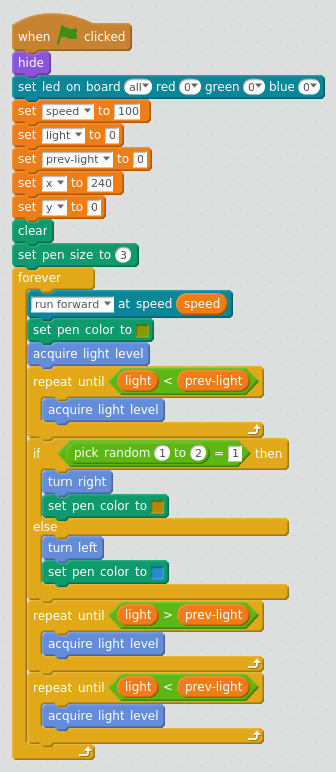 when clicked
hide
set led on board all red 0 green 0 blue 0
set speed to 100
set light to 0
set prev-light to 0
set x to 240
set y to 0
clear
set pen size to 3
forever
run forward at speed speed
set pen color to
acquire light level
repeat until light < prev-light
acquire light level
if pick random 1 to 2 = 1 then
turn right
set pen color to
else
turn left
set pen color to
repeat until light > prev-light
acquire light level
repeat until light < prev-light
acquire light level